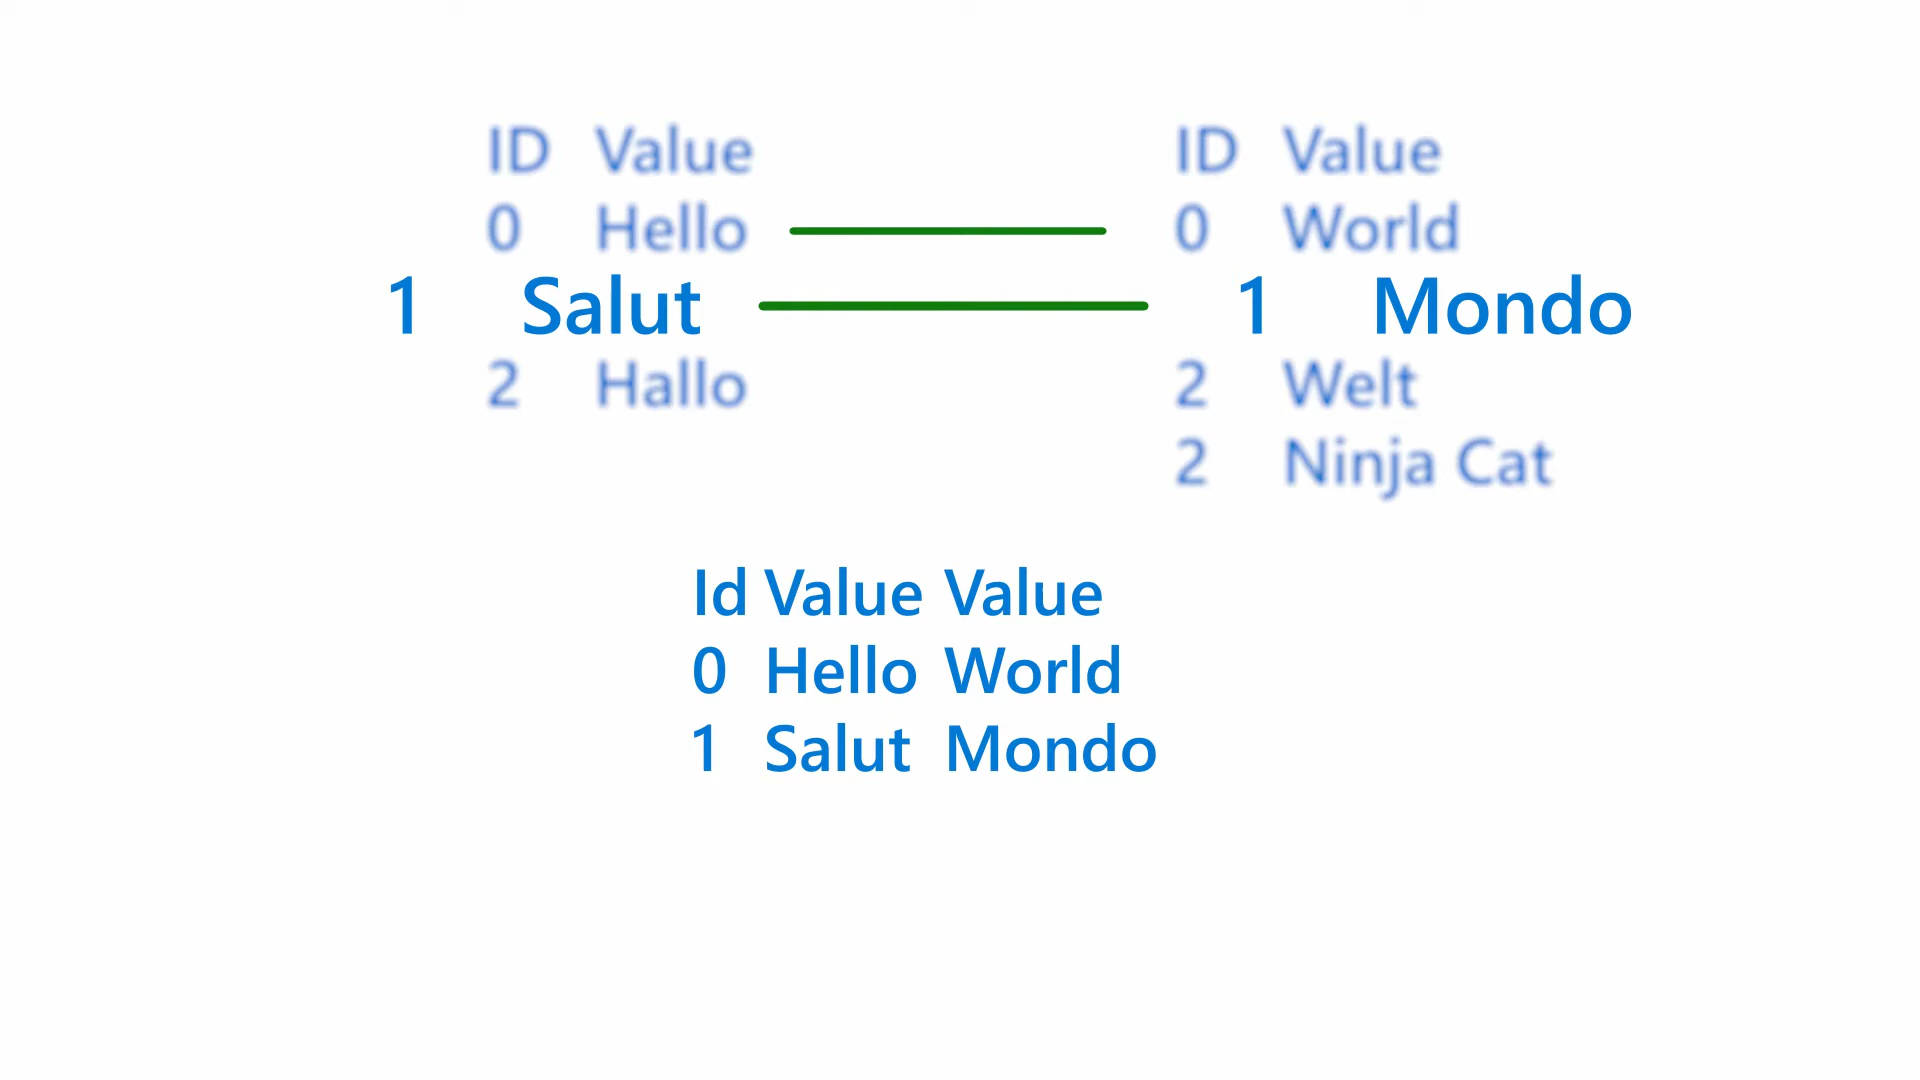 ID Value ID Value
0 Hello 0 World
1 Salut 1 Mondo
2 Hallo 2 Welt
2 Ninja Cat
Id Value Value
0 Hello World
1 Salut Mondo